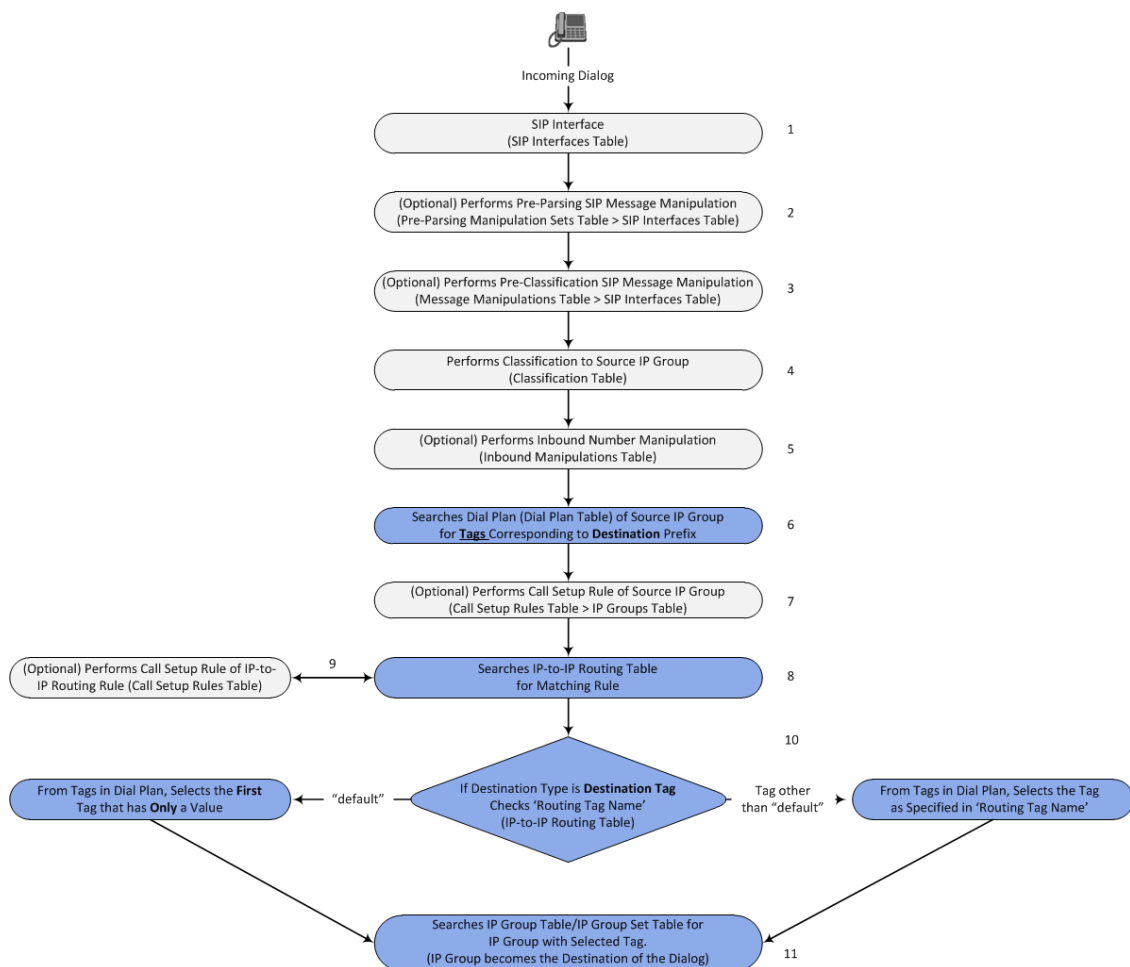 Incoming Dialog
SIP Interface
(SIP Interfaces Table)
1
(Optional) Performs Pre-Parsing SIP Message Manipulation
(Pre-Parsing Manipulation Sets Table > SIP Interfaces Table)
2
(Optional) Performs Pre-Classification SIP Message Manipulation
(Message Manipulations Table > SIP Interfaces Table)
3
Performs Classification to Source IP Group
(Classification Table)
4
(Optional) Performs Inbound Number Manipulation
(Inbound Manipulations Table)
5
Searches Dial Plan (Dial Plan Table) of Source IP Group
for Tags Corresponding to Destination Prefix
6
(Optional) Performs Call Setup Rule of Source IP Group
(Call Setup Rules Table > IP Groups Table)
7
(Optional) Performs Call Setup Rule of IP-to-
IP Routing Rule (Call Setup Rules Table)
9
Searches IP-to-IP Routing Table
for Matching Rule
8
10
From Tags in Dial Plan, Selects the First
Tag that has Only a Value
“default”
If Destination Type is Destination Tag
Checks ‘Routing Tag Name’
(IP-to-IP Routing Table)
Tag other
than “default”
From Tags in Dial Plan, Selects the Tag
as Specified in ‘Routing Tag Name’
Searches IP Group Table/IP Group Set Table for
IP Group with Selected Tag.
(IP Group becomes the Destination of the Dialog)
11